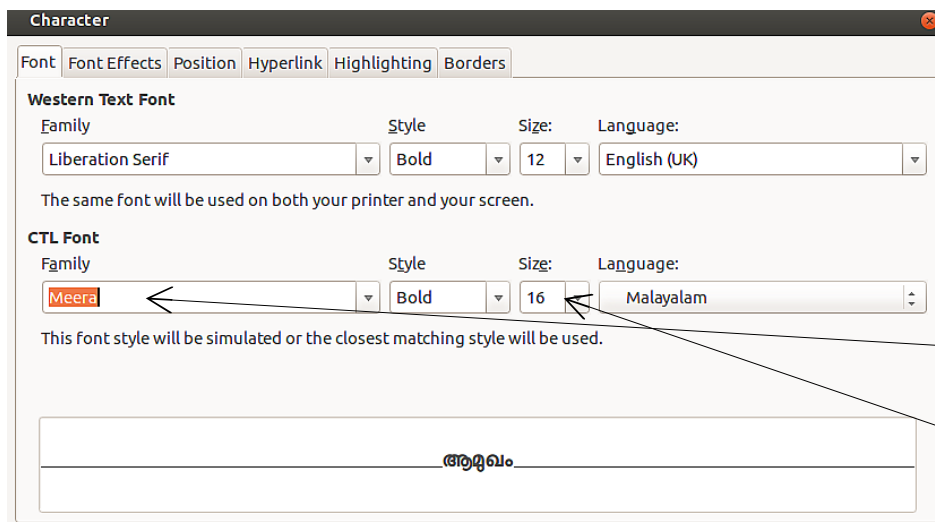 Character
Font Font Effects Position Hyperlink Highlighting Borders
Western Text Font
Family Style Size: Language:
Liberation Serif Bold 12 English (UK)
The same font will be used on both your printer and your screen.
CTL Font
Family Style Size: Language:
Meera Bold 16 Malayalam
This font style will be simulated or the closest matching style will be used.
ആമുഖം